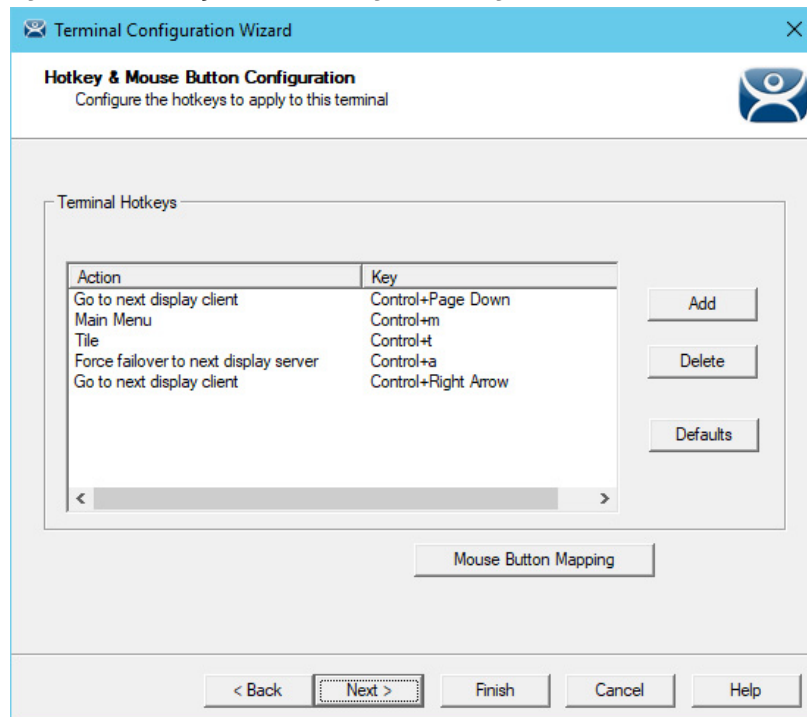 Terminal Configuration Wizard
Hotkey & Mouse Button Configuration
Configure the hotkeys to apply to this terminal
Terminal Hotkeys
Action Key
Go to next display client Control+Page Down
Main Menu Control+m
Tile Control+t
Force failover to next display server Control+a
Go to next display client Control+Right Arrow
Add
Delete
Defaults
Mouse Button Mapping
< Back Next > Finish Cancel Help